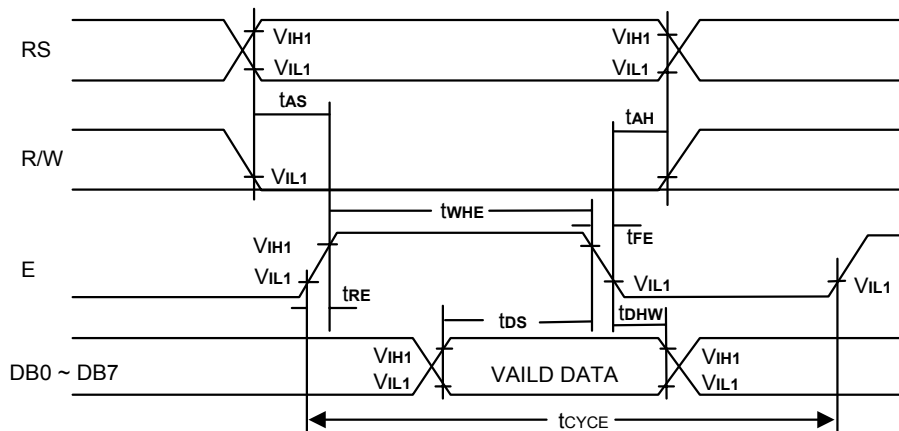 RS
VIH1
VIL1
VIH1
VIL1
tAS
tAH
R/W
VIL1
tWHE
tFE
E
VIH1
VIL1
VIL1
VIL1
tRE
tDS
tDHW
DB0 ~ DB7
VIH1
VIL1
VAILD DATA
VIH1
VIL1
tCYCE